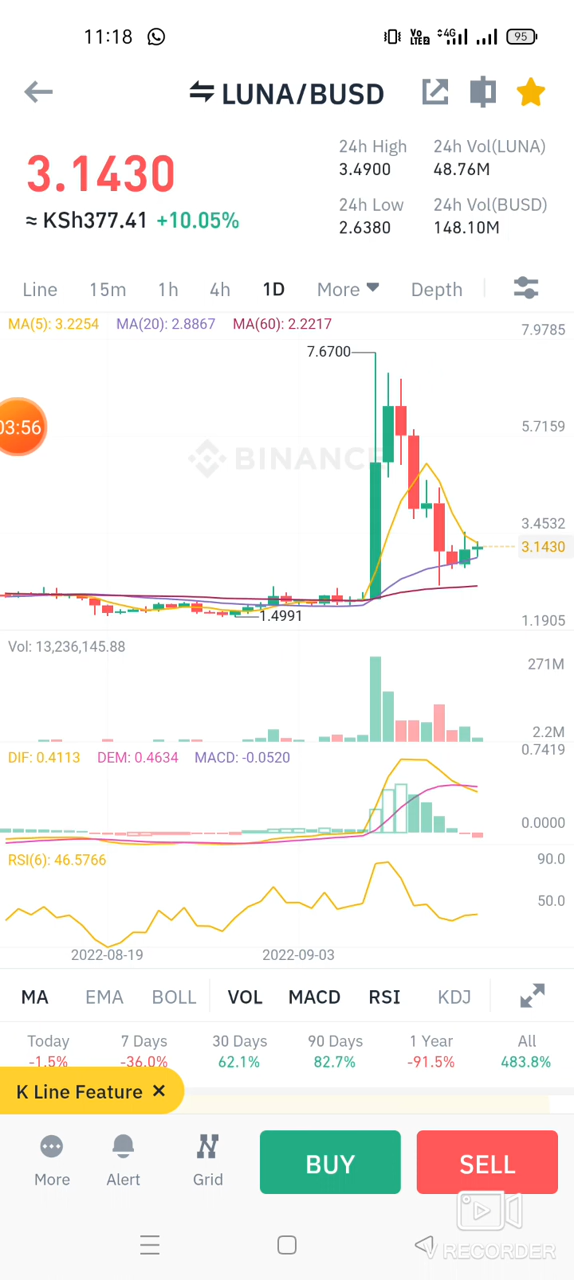 11:18 Vo LTE2 4G 95
LUNA/BUSD
3.1430
≈ KSh377.41 +10.05%
24h High 24h Vol(LUNA)
3.4900 48.76M
24h Low 24h Vol(BUSD)
2.6380 148.10M
Line 15m 1h 4h 1D More Depth
MA(5): 3.2254 MA(20): 2.8867 MA(60): 2.2217
7.9785
7.6700
5.7159
03:56
BINANCE
3.4532
3.1430
1.4991
1.1905
Vol: 13,236,145.88
271M
2.2M
DIF: 0.4113 DEM: 0.4634 MACD: -0.0520
0.7419
0.0000
RSI(6): 46.5766
90.0
50.0
2022-08-19 2022-09-03
MA EMA BOLL VOL MACD RSI KDJ
Today 7 Days 30 Days 90 Days 1 Year All
-1.5% -36.0% 62.1% 82.7% -91.5% 483.8%
K Line Feature ×
More Alert Grid BUY SELL
V RECORDER